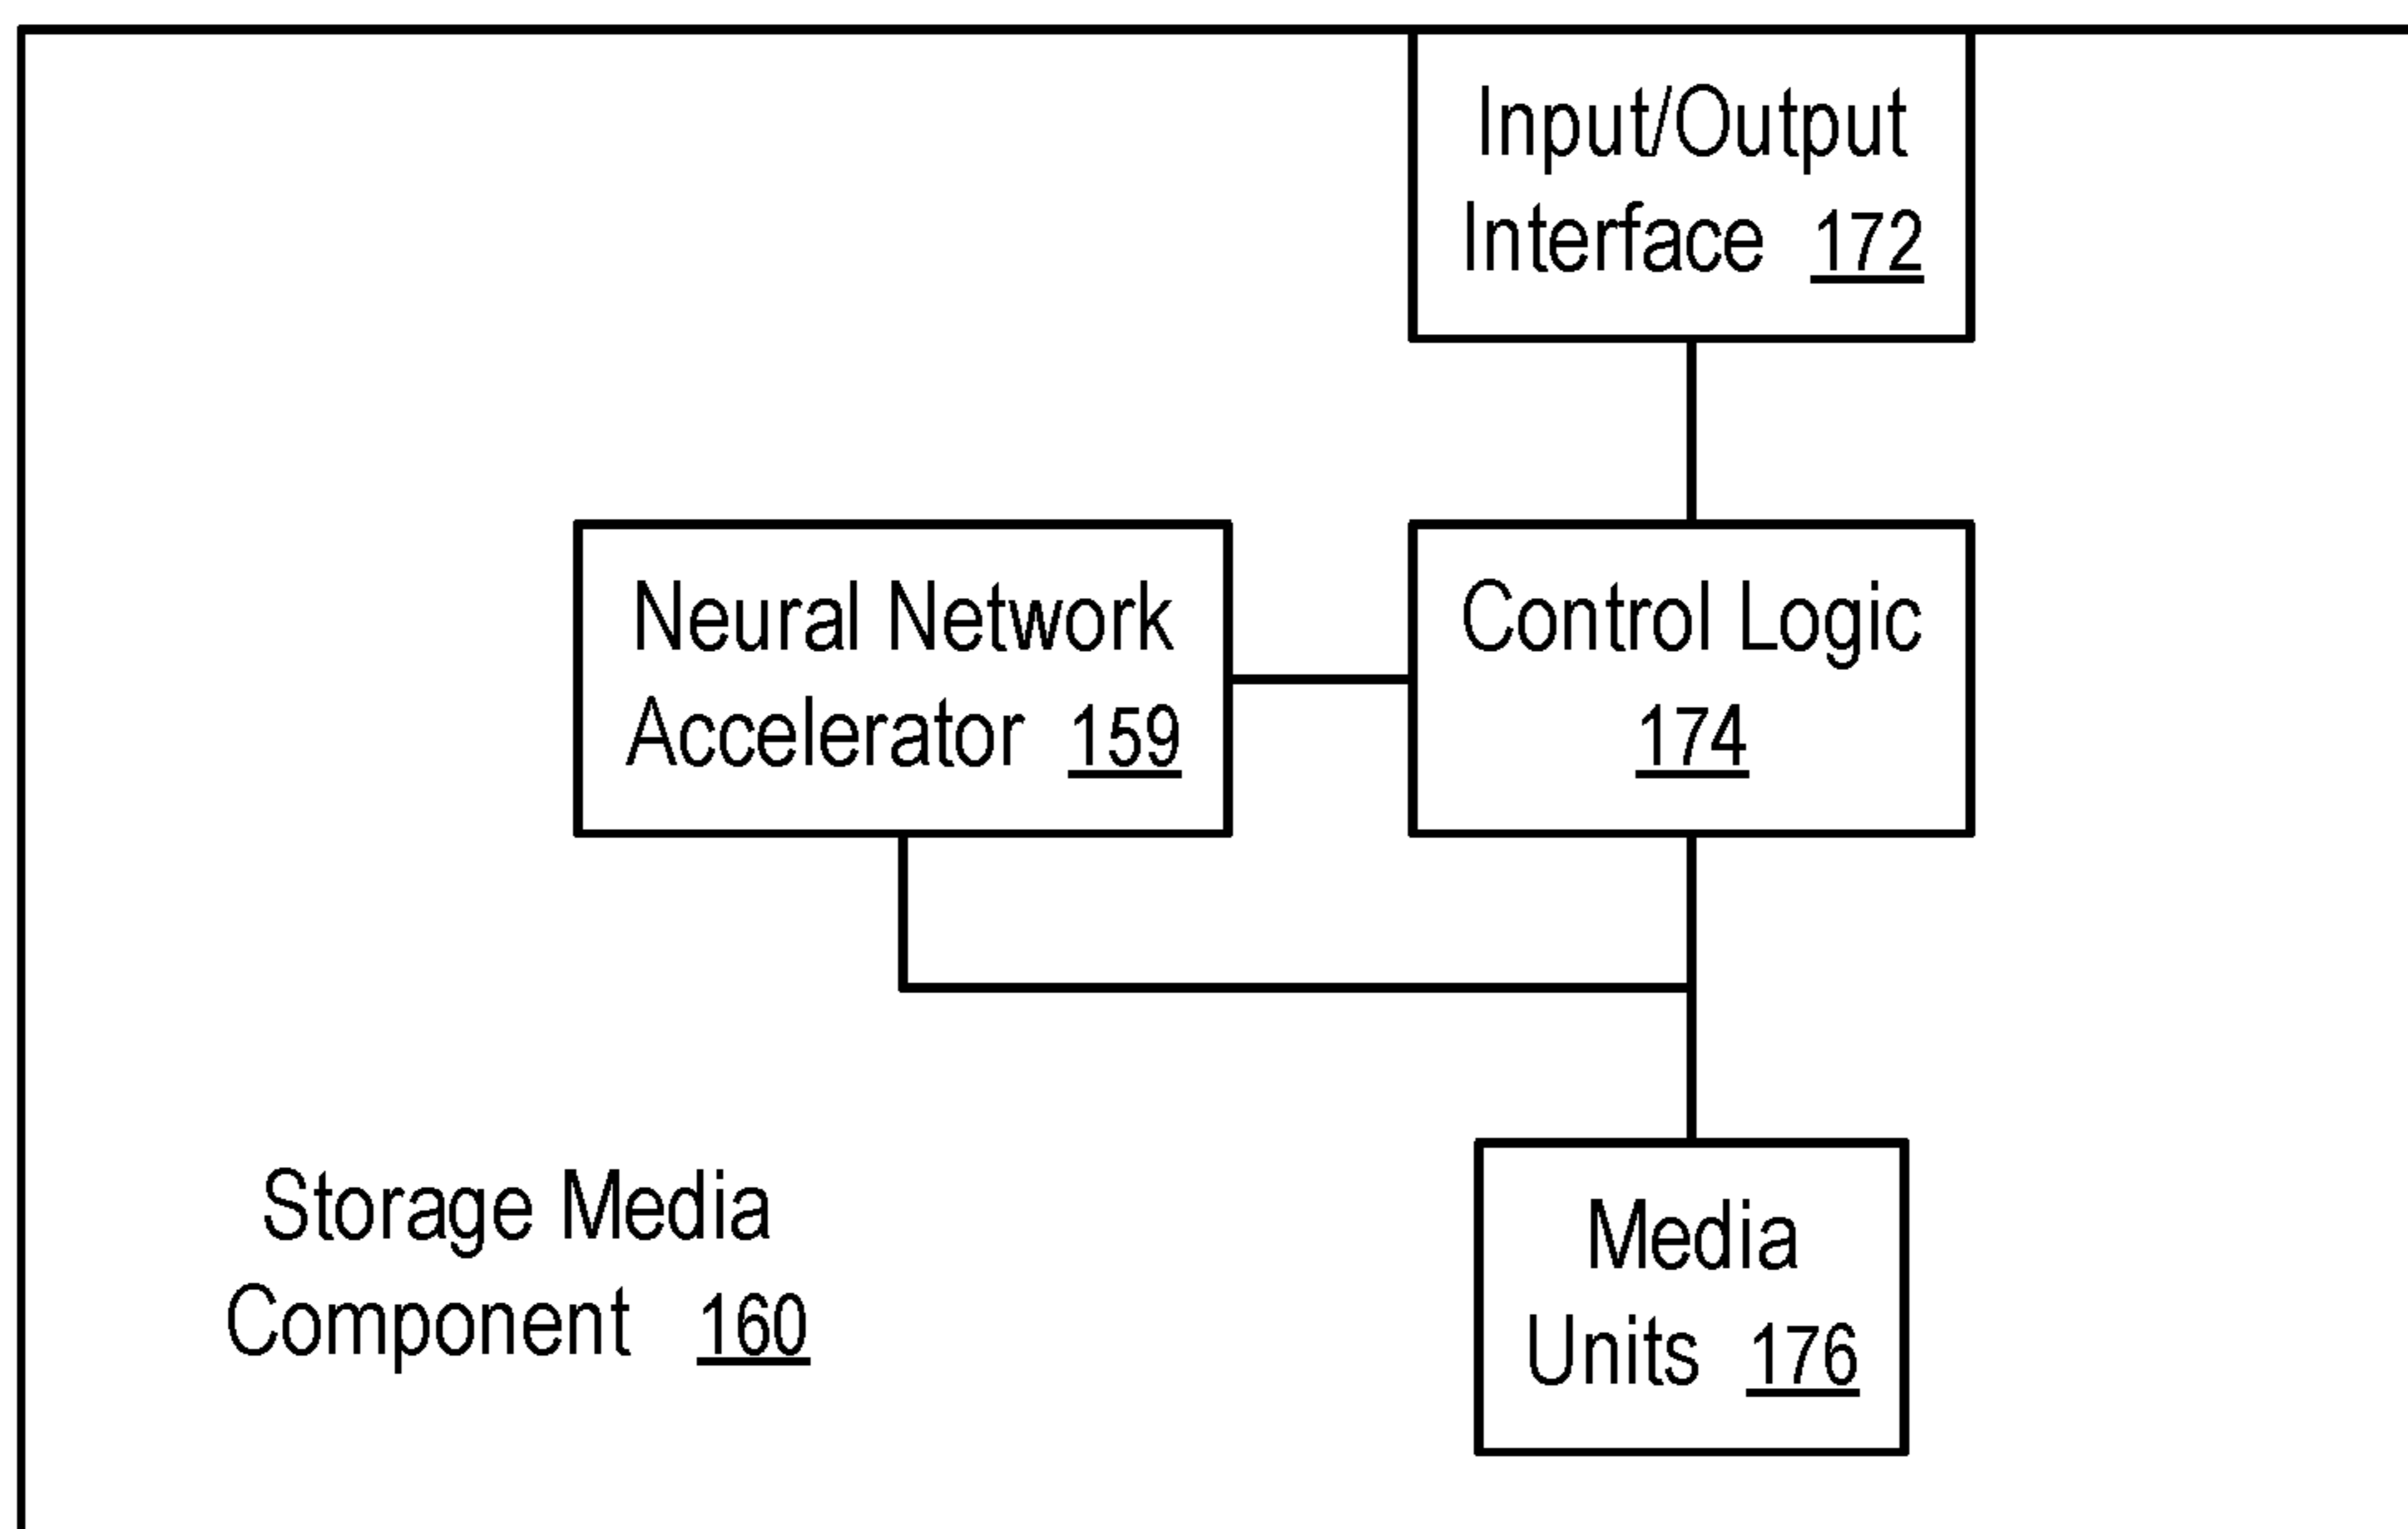 Input/Output
Interface 172
Neural Network
Accelerator 159
Control Logic
174
Storage Media
Component 160
Media
Units 176